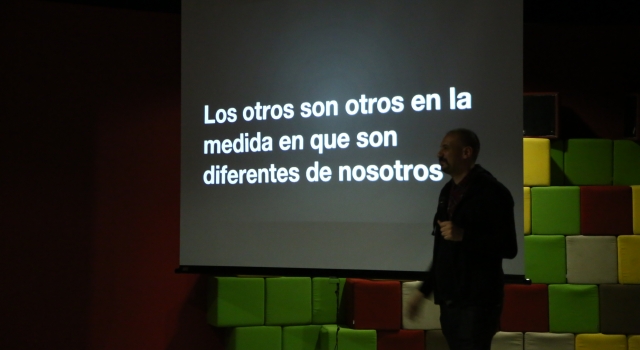 Los otros son otros en la
medida en que son
diferentes de nosotros